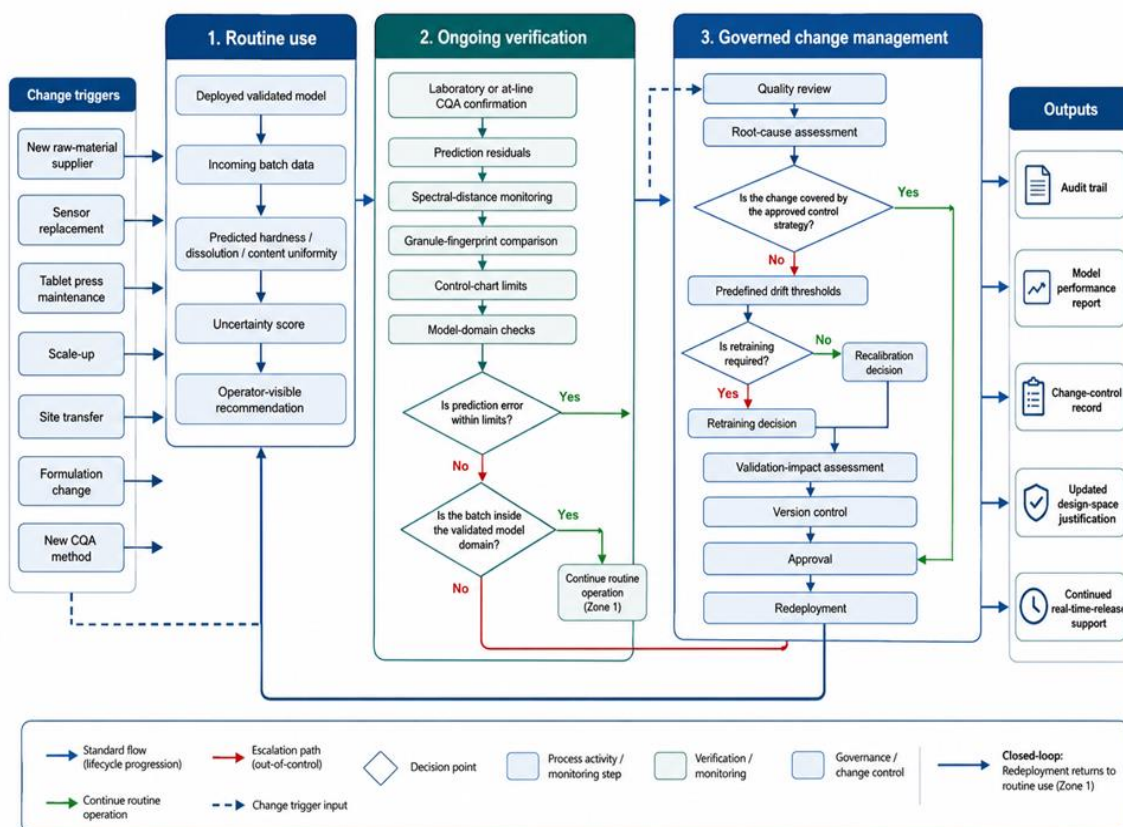 Change triggers
New raw-material
supplier
Sensor
replacement
Tablet press
maintenance
Scale-up
Site transfer
Formulation
change
New CQA
method
1. Routine use
Deployed validated model
Incoming batch data
Predicted hardness /
dissolution / content uniformity
Uncertainty score
Operator-visible
recommendation
2. Ongoing verification
Laboratory or at-line
CQA confirmation
Prediction residuals
Spectral-distance monitoring
Granule-fingerprint comparison
Control-chart limits
Model-domain checks
Is prediction error
within limits?
Yes
No
Is the batch inside
the validated model
domain?
Yes
No
Continue routine
operation
(Zone 1)
3. Governed change management
Quality review
Root-cause assessment
Is the change covered by
the approved control
strategy?
Yes
No
Predefined drift thresholds
Is retraining
required?
No
Recalibration
decision
Yes
Retraining decision
Validation-impact assessment
Version control
Approval
Redeployment
Outputs
Audit trail
Model
performance
report
Change-control
record
Updated
design-space
justification
Continued
real-time-release
support
Standard flow
(lifecycle progression)
Escalation path
(out-of-control)
Decision point
Process activity /
monitoring step
Verification /
monitoring
Governance /
change control
Closed-loop:
Redeployment returns to
routine use (Zone 1)
Continue routine
operation
Change trigger input